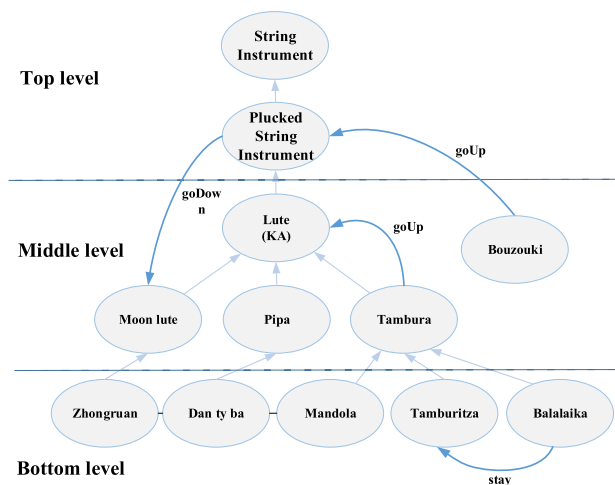 String
Instrument
Top level
Plucked
String
Instrument
goUp
goDow
n
Lute
(KA)
goUp
Middle level
Bouzouki
Moon lute
Pipa
Tambura
Zhongruan
Dan ty ba
Mandola
Tamburitza
Balalaika
Bottom level
stay